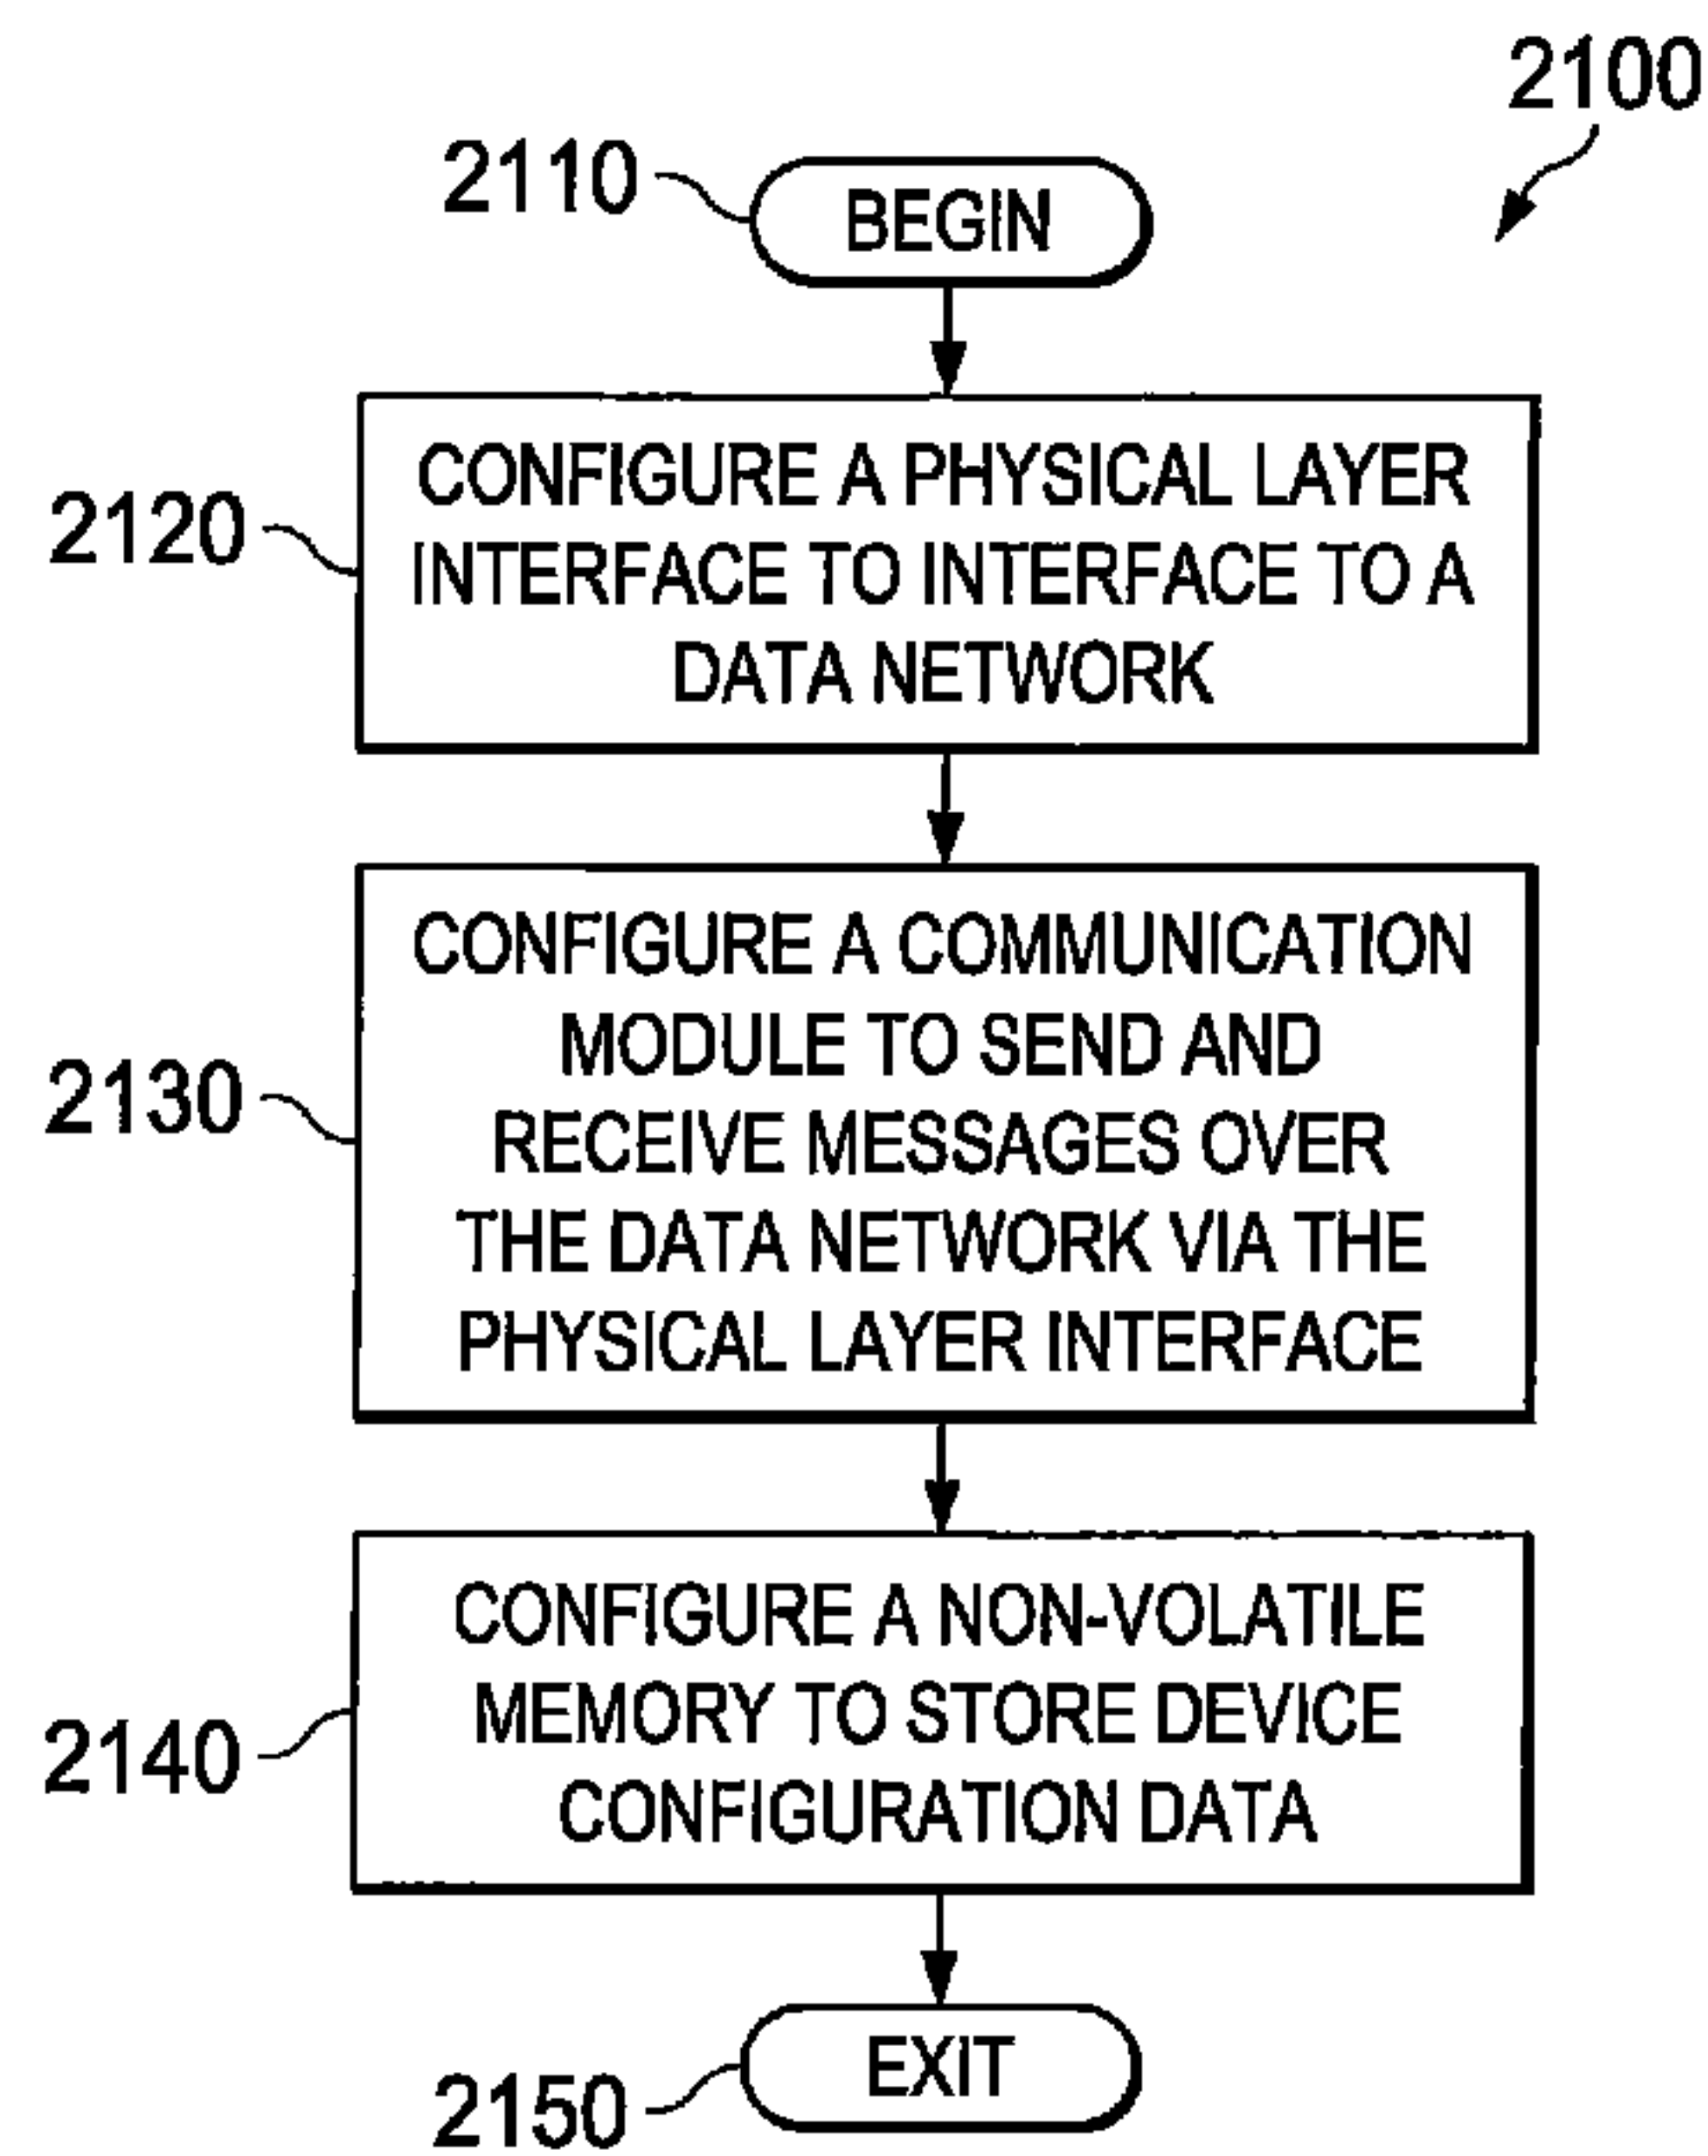 2100
2110
BEGIN
2120
CONFIGURE A PHYSICAL LAYER
INTERFACE TO INTERFACE TO A
DATA NETWORK
2130
CONFIGURE A COMMUNICATION
MODULE TO SEND AND
RECEIVE MESSAGES OVER
THE DATA NETWORK VIA THE
PHYSICAL LAYER INTERFACE
2140
CONFIGURE A NON-VOLATILE
MEMORY TO STORE DEVICE
CONFIGURATION DATA
2150
EXIT